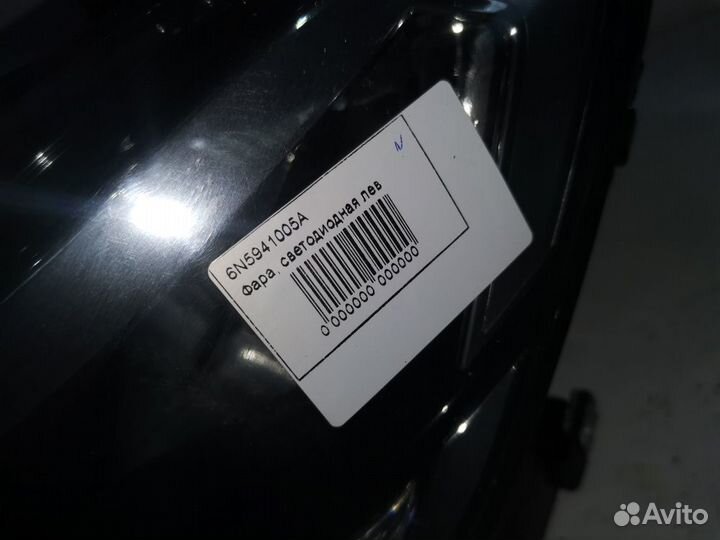 6N5941005A
Фара, светодиодная лев
0 000000 000000
N
Avito